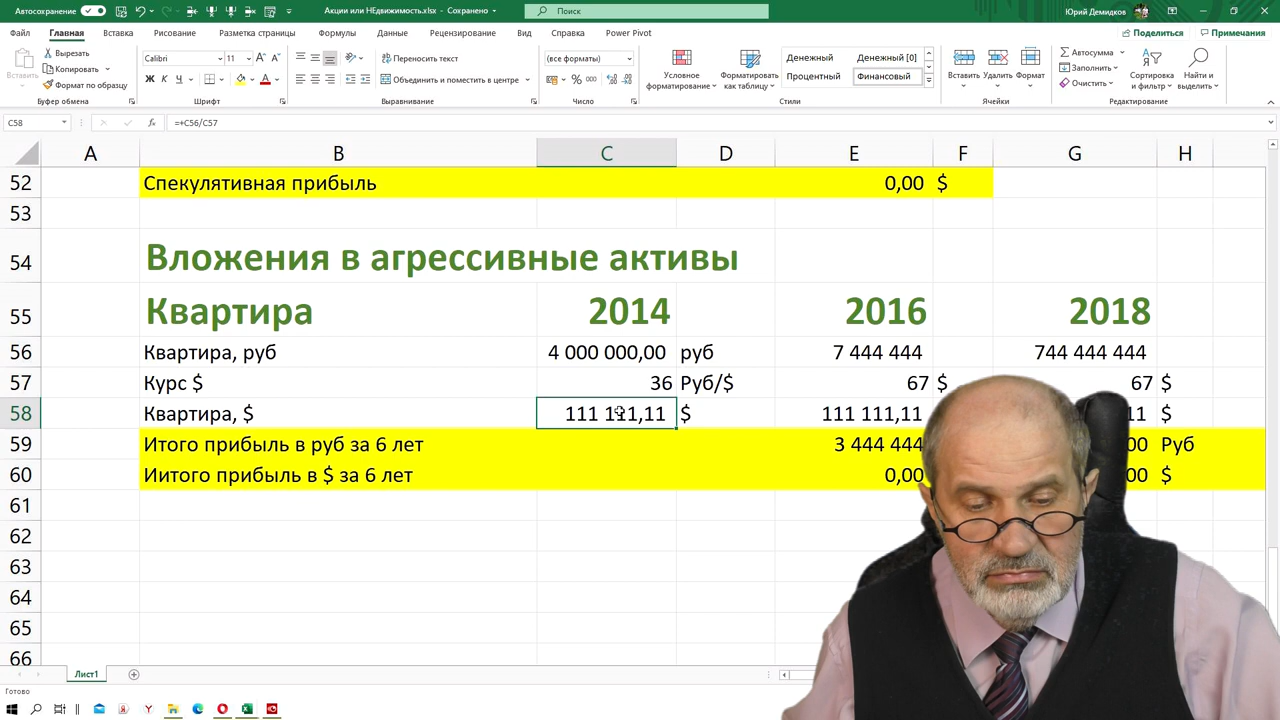 Автосохранение
Акции или НЕдвижимость.xlsx - Сохранено
Поиск
Юрий Демидков
Файл Главная Вставка Рисование Разметка страницы Формулы Данные Рецензирование Вид Справка Power Pivot
Поделиться Примечания
Вставить
Вырезать
Копировать
Формат по образцу
Буфер обмена
Calibri 11
Ж К Ч
Шрифт
Переносить текст
Объединить и поместить в центре
Выравнивание
(все форматы)
Число
Условное форматирование
Форматировать как таблицу
Денежный Денежный [0]
Процентный Финансовый
Стили
Вставить Удалить Формат
Ячейки
Автосумма
Заполнить
Очистить
Сортировка и фильтр
Найти и выделить
Редактирование
C58 =+C56/C57
A B C D E F G H
52 Спекулятивная прибыль 0,00 $
53
54 Вложения в агрессивные активы
55 Квартира 2014 2016 2018
56 Квартира, руб 4 000 000,00 руб 7 444 444 744 444 444
57 Курс $ 36 Руб/$ 67 $ 67 $
58 Квартира, $ 111 111,11 $ 111 111,11 11 $
59 Итого прибыль в руб за 6 лет 3 444 444 00 Руб
60 Иитого прибыль в $ за 6 лет 0,00 00 $
61
62
63
64
65
66
Лист1
Готово